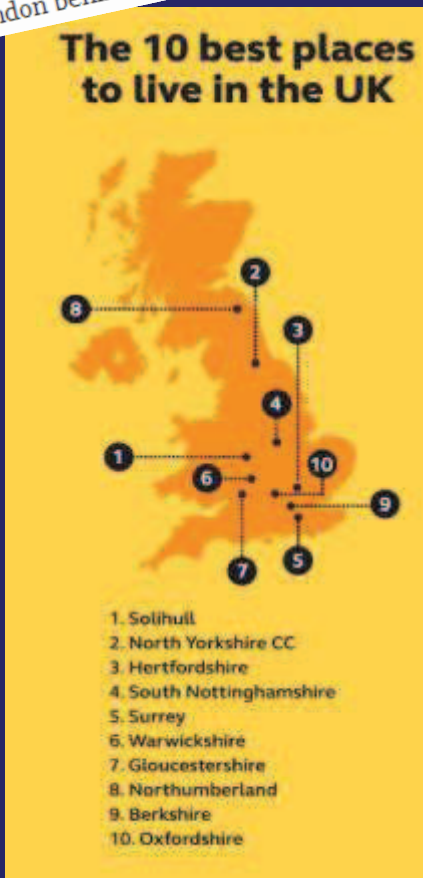 The 10 best places
to live in the UK
2
8
3
4
1
10
6
9
5
7
1. Solihull
2. North Yorkshire CC
3. Hertfordshire
4. South Nottinghamshire
5. Surrey
6. Warwickshire
7. Gloucestershire
8. Northumberland
9. Berkshire
10. Oxfordshire